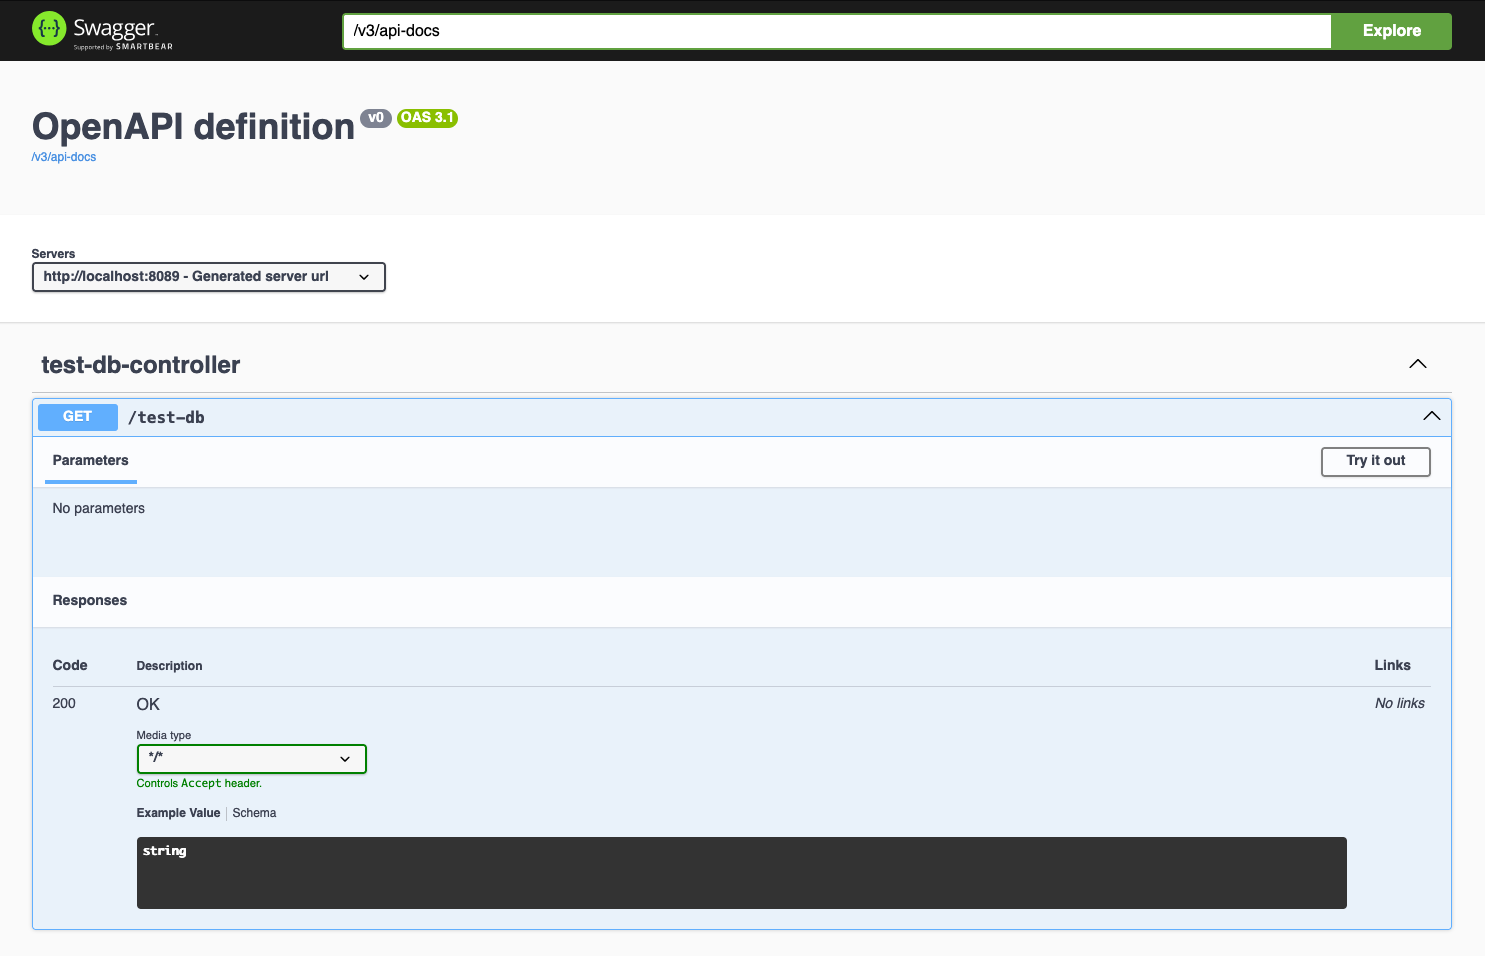 Swagger
Supported by SMARTBEAR
/v3/api-docs
Explore
OpenAPI definition v0 OAS 3.1
/v3/api-docs
Servers
http://localhost:8089 - Generated server url
test-db-controller
GET /test-db
Parameters
Try it out
No parameters
Responses
Code Description Links
200 OK No links
Media type
*/*
Controls Accept header.
Example Value Schema
string